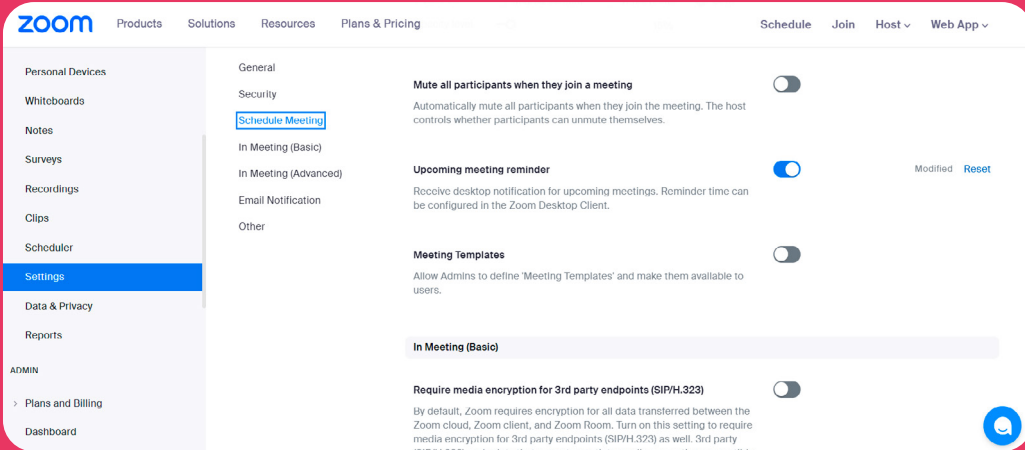 zoom Products Solutions Resources Plans & Pricing Schedule Join Host Web App
Personal Devices
Whiteboards
Notes
Surveys
Recordings
Clips
Scheduler
Settings
Data & Privacy
Reports
ADMIN
Plans and Billing
Dashboard
General
Security
Schedule Meeting
In Meeting (Basic)
In Meeting (Advanced)
Email Notification
Other
Mute all participants when they join a meeting
Automatically mute all participants when they join the meeting. The host
controls whether participants can unmute themselves.
Upcoming meeting reminder
Modified Reset
Receive desktop notification for upcoming meetings. Reminder time can
be configured in the Zoom Desktop Client.
Meeting Templates
Allow Admins to define 'Meeting Templates' and make them available to
users.
In Meeting (Basic)
Require media encryption for 3rd party endpoints (SIP/H.323)
By default, Zoom requires encryption for all data transferred between the
Zoom cloud, Zoom client, and Zoom Room. Turn on this setting to require
media encryption for 3rd party endpoints (SIP/H.323) as well. 3rd party